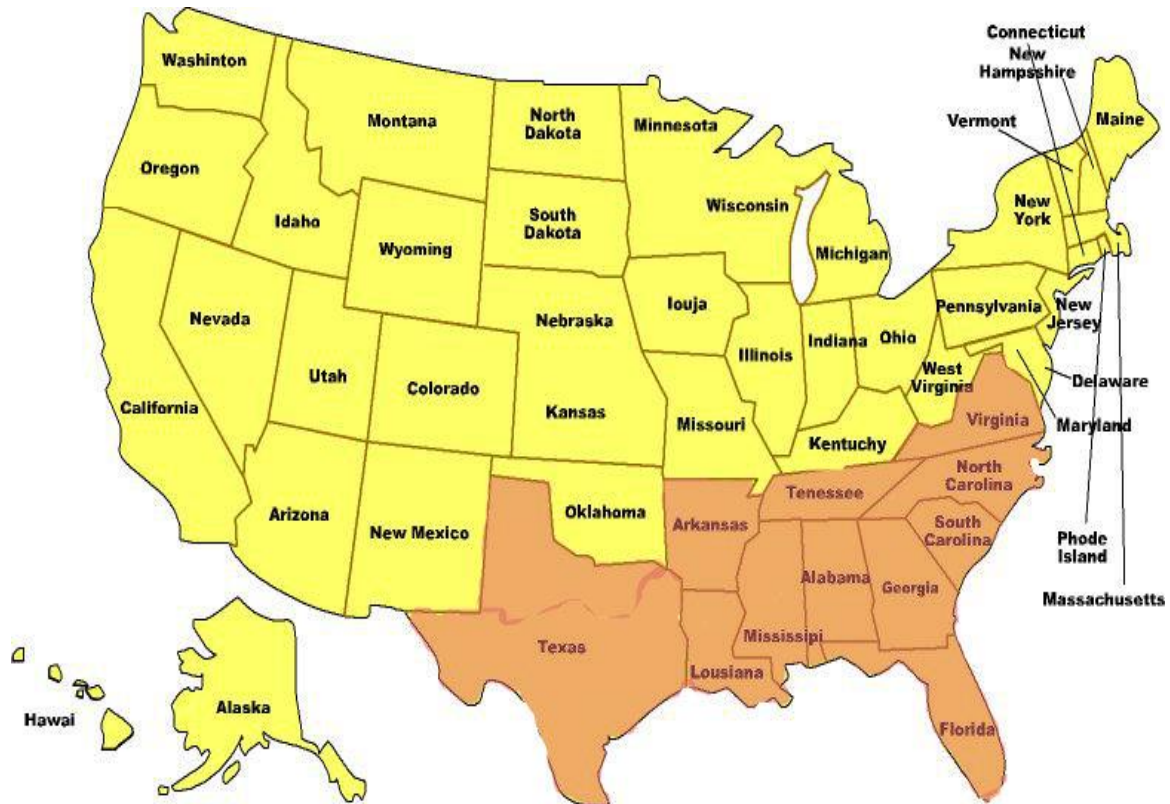 Connecticut
New
Hampsshire
Washinton
Montana
North
Dakota
Minnesota
Vermont
Maine
Oregon
Idaho
Wyoming
South
Dakota
Wisconsin
Michigan
New
York
Nevada
Utah
Colorado
Nebraska
Iouja
Illinois
Indiana
Ohio
Pennsylvania
New
Jersey
West
Virginia
Delaware
California
Kansas
Missouri
Kentuchy
Virginia
Maryland
Arizona
New Mexico
Oklahoma
Arkansas
Tenessee
North
Carolina
South
Carolina
Phode
Island
Alabama
Georgia
Massachusetts
Texas
Mississipi
Lousiana
Hawai
Alaska
Florida